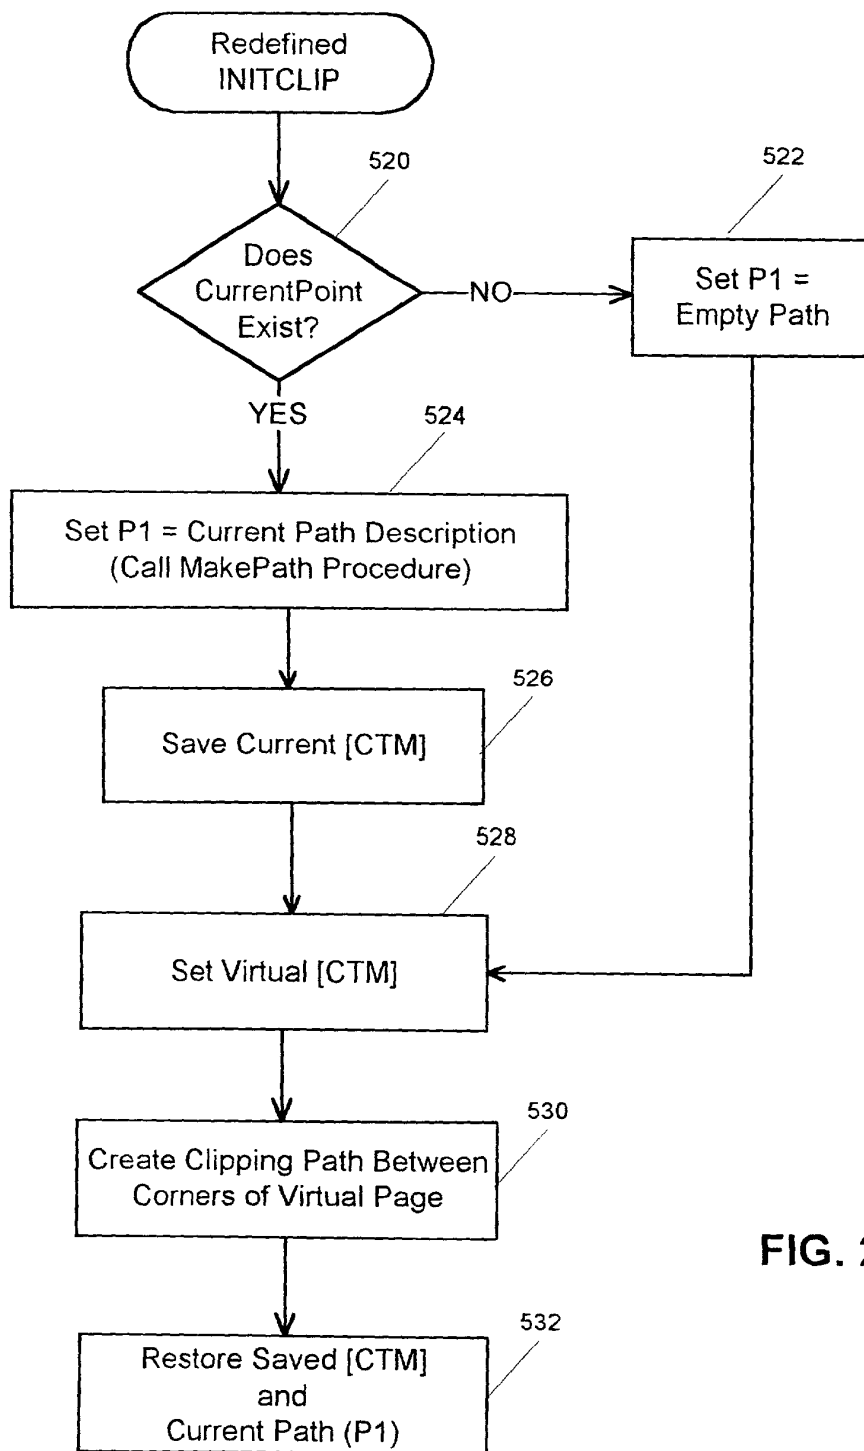 Redefined
INITCLIP
520
522
Does
CurrentPoint
Exist?
NO
Set P1 =
Empty Path
YES
524
Set P1 = Current Path Description
(Call MakePath Procedure)
526
Save Current [CTM]
528
Set Virtual [CTM]
530
Create Clipping Path Between
Corners of Virtual Page
FIG.
532
Restore Saved [CTM]
and
Current Path (P1)